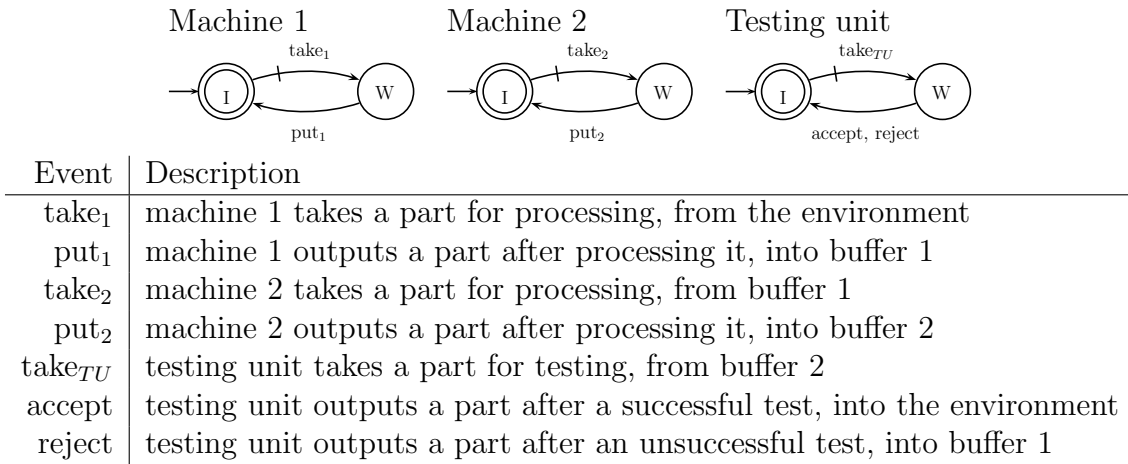 Machine 1 Machine 2 Testing unit
take₁ take₂ take_TU
I W I W I W
put₁ put₂ accept, reject
Event Description
take₁ machine 1 takes a part for processing, from the environment
put₁ machine 1 outputs a part after processing it, into buffer 1
take₂ machine 2 takes a part for processing, from buffer 1
put₂ machine 2 outputs a part after processing it, into buffer 2
take_TU testing unit takes a part for testing, from buffer 2
accept testing unit outputs a part after a successful test, into the environment
reject testing unit outputs a part after an unsuccessful test, into buffer 1